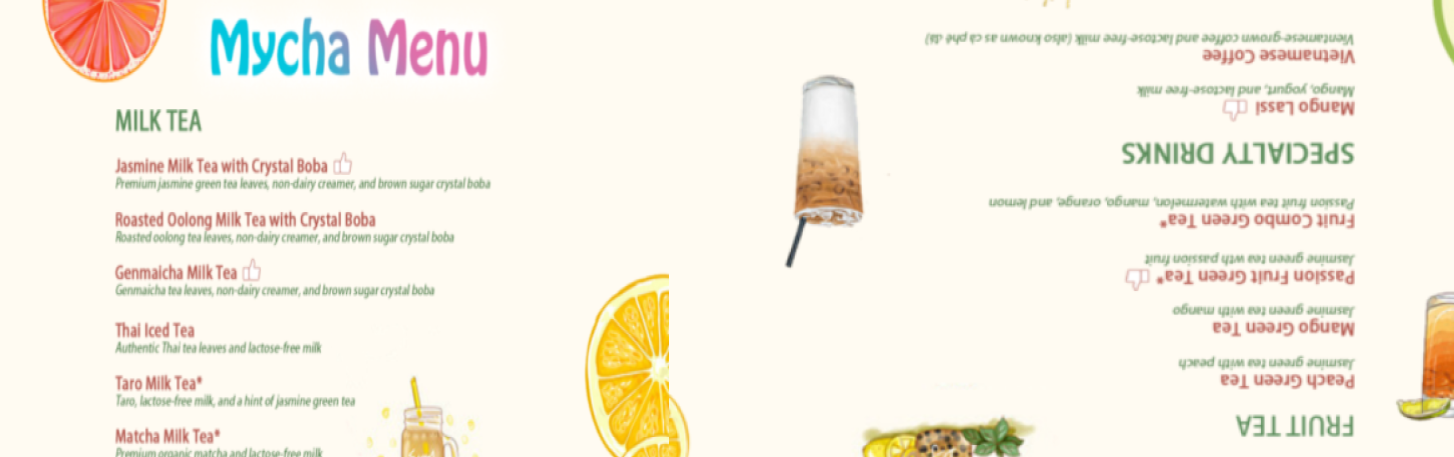 Mycha Menu
MILK TEA
Jasmine Milk Tea with Crystal Boba
Premium jasmine green tea leaves, non-dairy creamer, and brown sugar crystal boba
Roasted Oolong Milk Tea with Crystal Boba
Roasted oolong tea leaves, non-dairy creamer, and brown sugar crystal boba
Genmaicha Milk Tea
Genmaicha tea leaves, non-dairy creamer, and brown sugar crystal boba
Thai Iced Tea
Authentic Thai tea leaves and lactose-free milk
Taro Milk Tea*
Taro, lactose-free milk, and a hint of jasmine green tea
Matcha Milk Tea*
Premium organic matcha and lactose-free milk
FRUIT TEA
Peach Green Tea
Jasmine green tea with peach
Mango Green Tea
Jasmine green tea with mango
Passion Fruit Green Tea*
Jasmine green tea with passion fruit
Fruit Combo Green Tea*
Passion fruit tea with watermelon, mango, orange, and lemon
SPECIALTY DRINKS
Mango Lassi
Mango, yogurt, and lactose-free milk
Vietnamese Coffee
Vientamese-grown coffee and lactose-free milk (also known as cà phê đá)